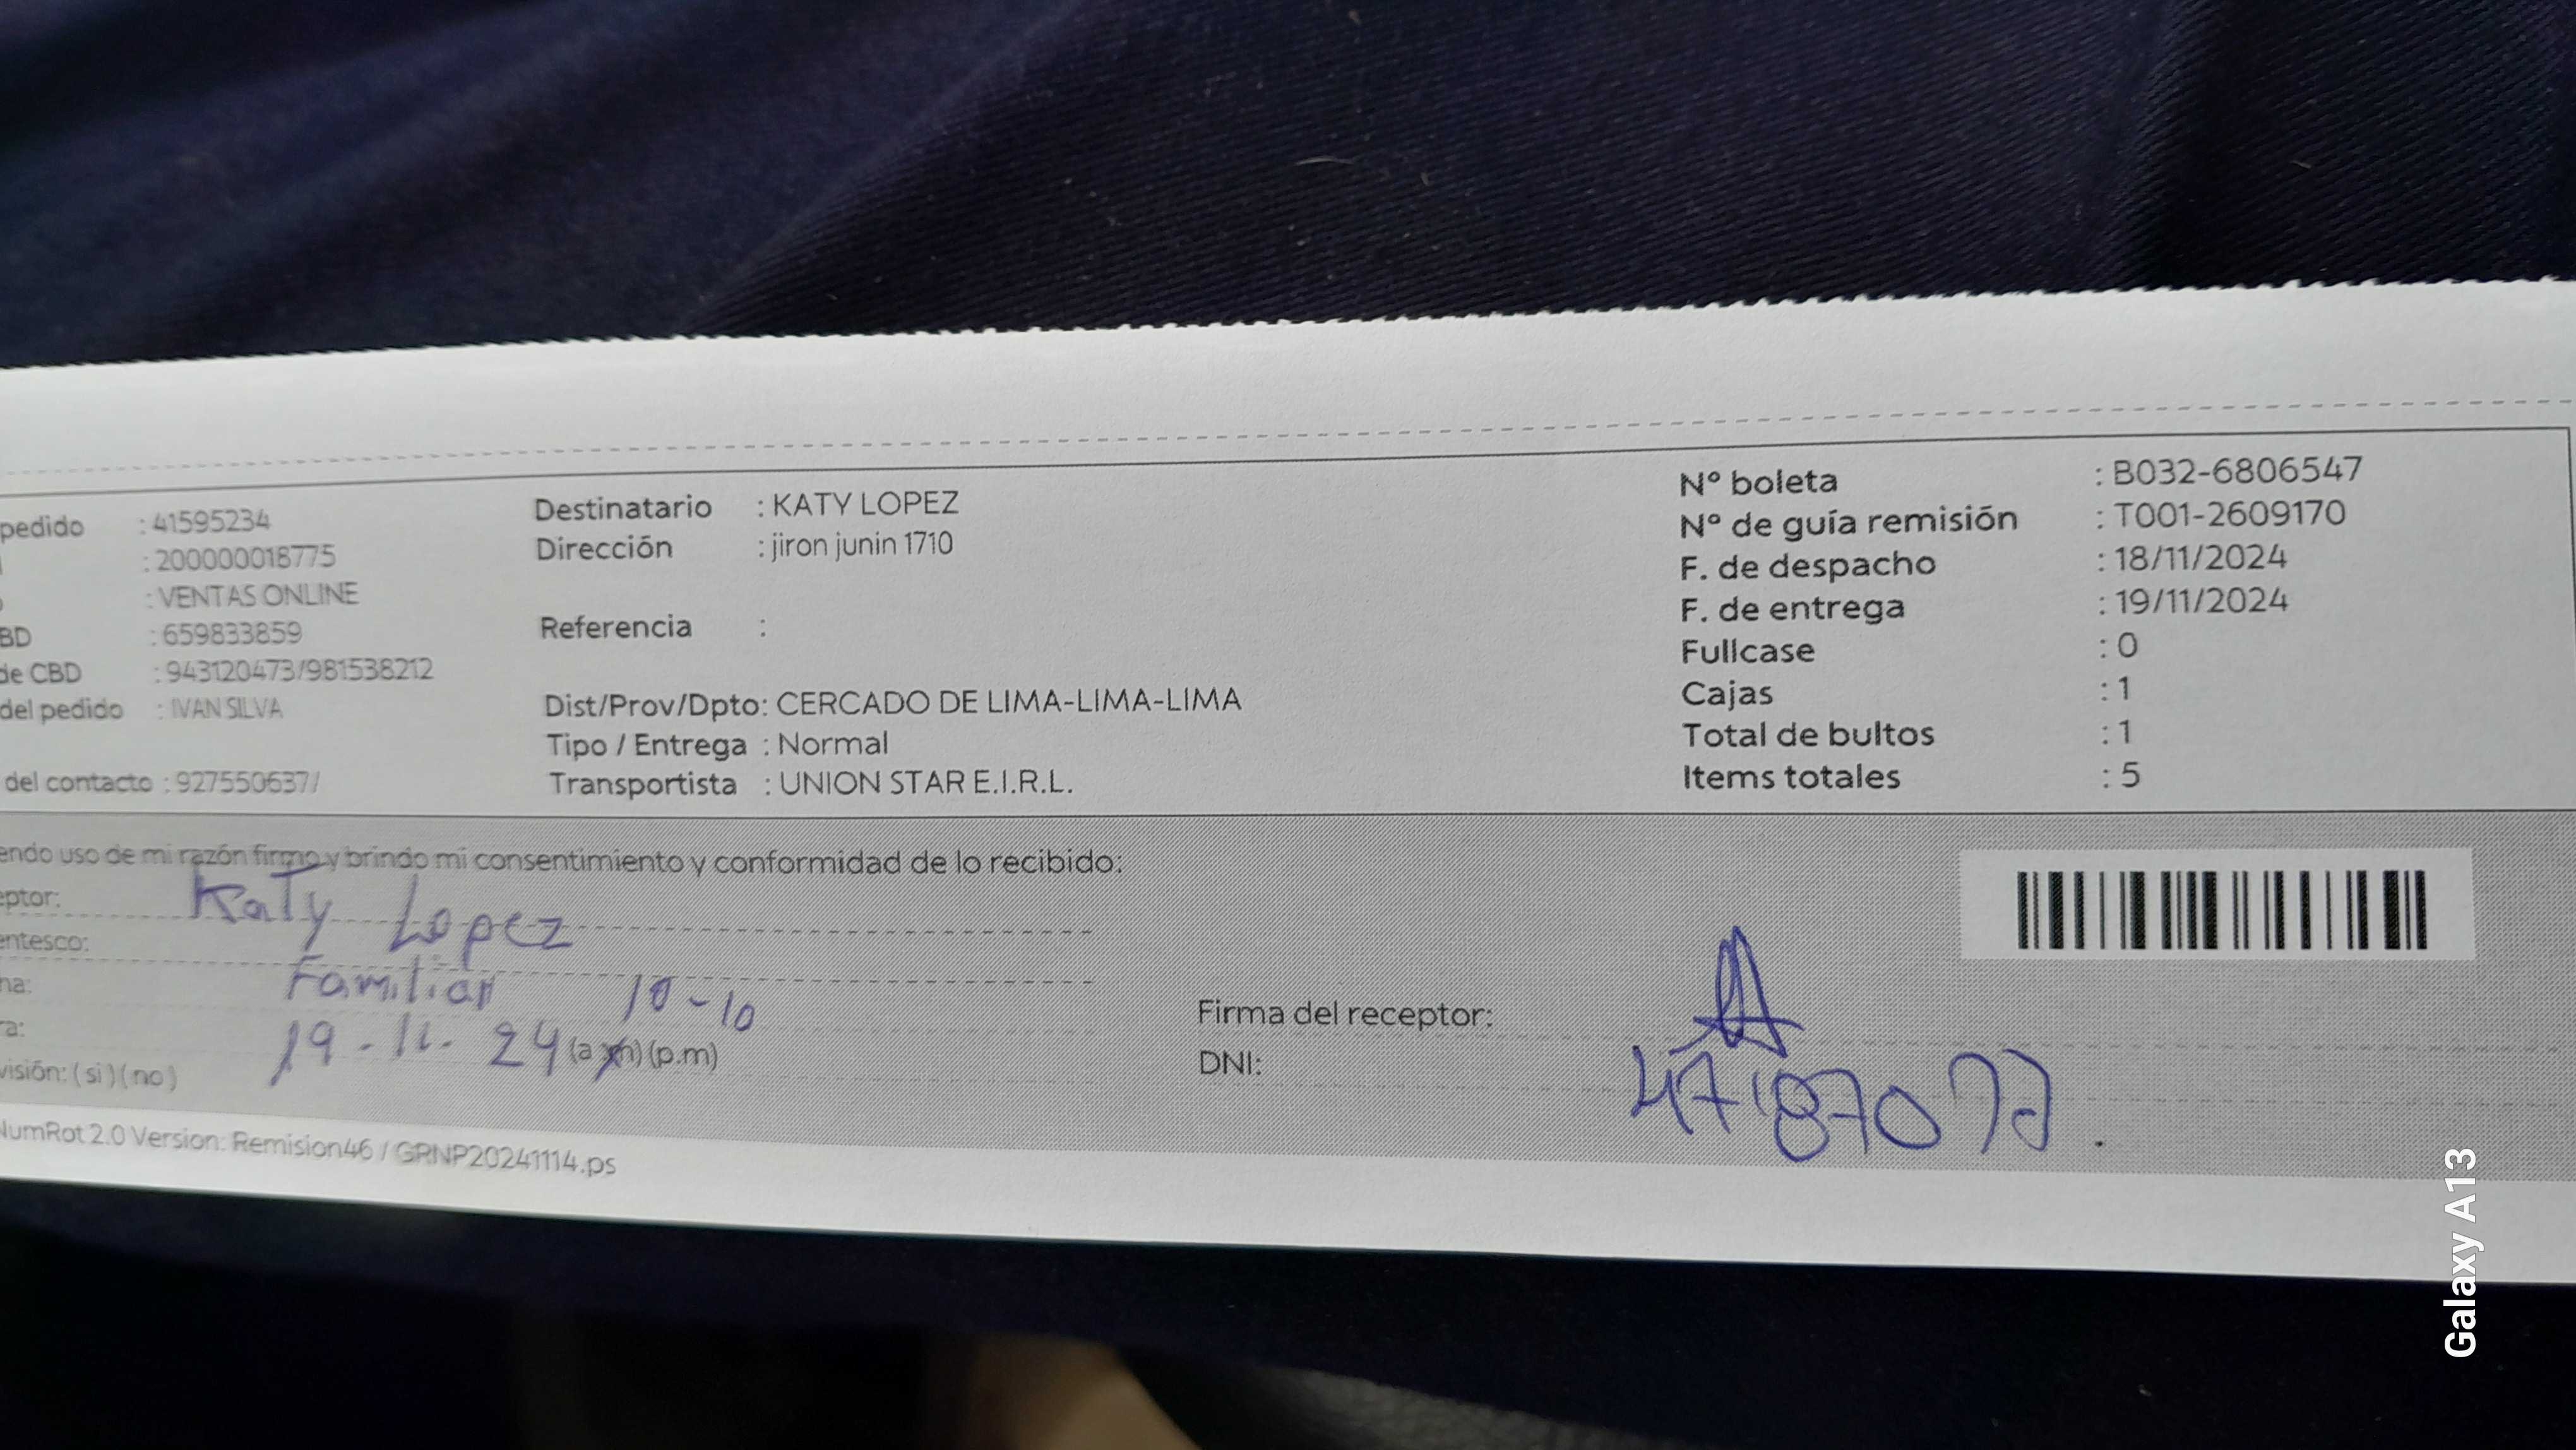 pedido : 41595234
: 200000018775
: VENTAS ONLINE
BD : 659833859
de CBD : 943120473/981538212
del pedido : IVAN SILVA
del contacto : 927550637/
Destinatario : KATY LOPEZ
Dirección : jiron junin 1710
Referencia :
Dist/Prov/Dpto: CERCADO DE LIMA-LIMA-LIMA
Tipo / Entrega : Normal
Transportista : UNION STAR E.I.R.L.
Nº boleta : B032-6806547
Nº de guía remisión : T001-2609170
F. de despacho : 18/11/2024
F. de entrega : 19/11/2024
Fullcase : 0
Cajas : 1
Total de bultos : 1
Items totales : 5
endo uso de mi razón firmo y brindo mi consentimiento y conformidad de lo recibido:
eptor: Katy Lopez
entesco: Familiar
na: 10-10
ra: 19-11-24 (a.m) (p.m)
visión: (si) (no)
Firma del receptor:
DNI:
NumRot 2.0 Version: Remision46 / GRNP20241114.ps
Galaxy A13